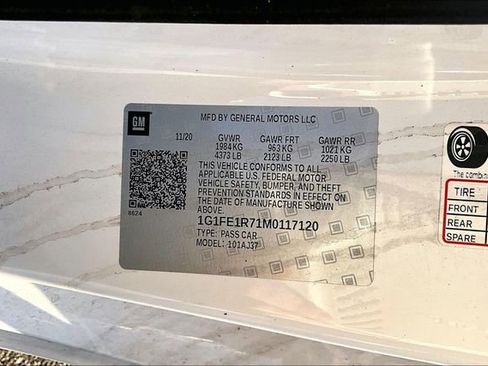 GM
MFD BY GENERAL MOTORS LLC
11/20 GVWR GAWR FRT GAWR RR
1984 KG 963 KG 1021 KG
4373 LB 2123 LB 2250 LB
THIS VEHICLE CONFORMS TO ALL
APPLICABLE U.S. FEDERAL MOTOR
VEHICLE SAFETY, BUMPER, AND THEFT
PREVENTION STANDARDS IN EFFECT ON
THE DATE OF MANUFACTURE SHOWN
ABOVE.
8624
1G1FE1R71M0117120
TYPE: PASS CAR
MODEL: 101AJ37
The combin
TIRE
FRONT
REAR
SPARE